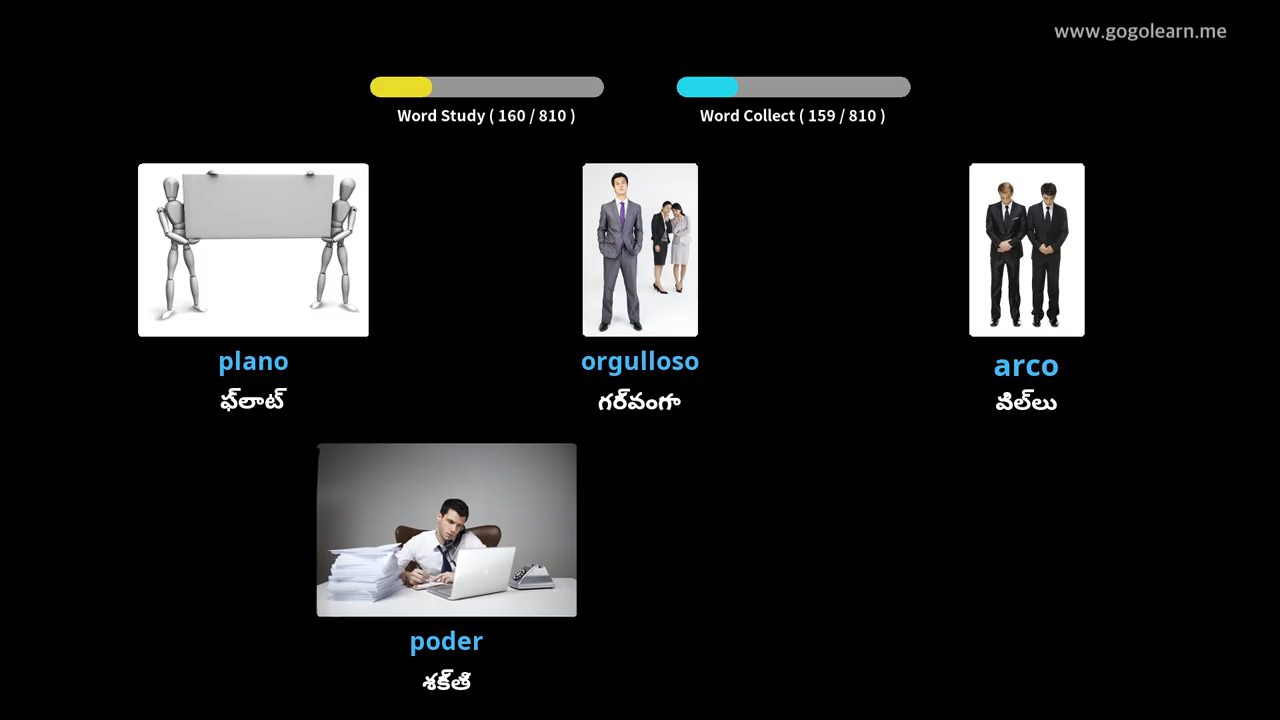 www.gogolearn.me
Word Study ( 160 / 810 )
Word Collect ( 159 / 810 )
plano
ఫ్‌లాట్
orgulloso
గర్‌వంగా
arco
విల్‌లు
poder
శక్‌తి